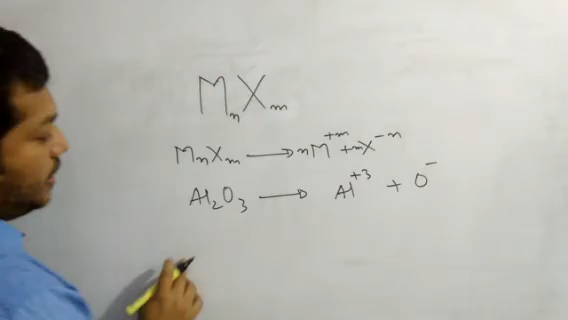 MnXm
MnXm → nM+m + mX-n
Al2O3 → Al+3 + O-